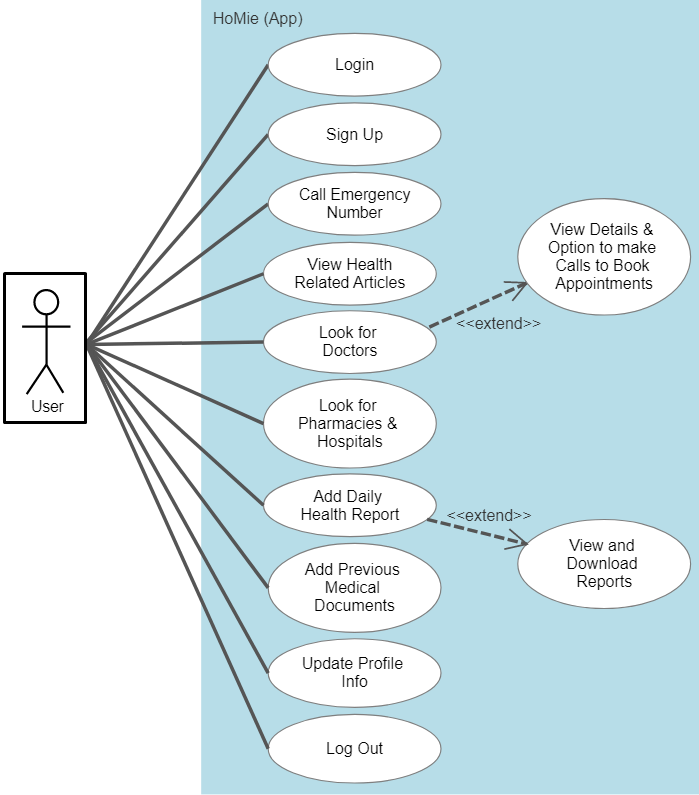 HoMie (App)
Login
Sign Up
Call Emergency
Number
View Health
Related Articles
Look for
Doctors
<<extend>>
View Details &
Option to make
Calls to Book
Appointments
Look for
Pharmacies &
Hospitals
Add Daily
Health Report
<<extend>>
View and
Download
Reports
Add Previous
Medical
Documents
Update Profile
Info
Log Out
User